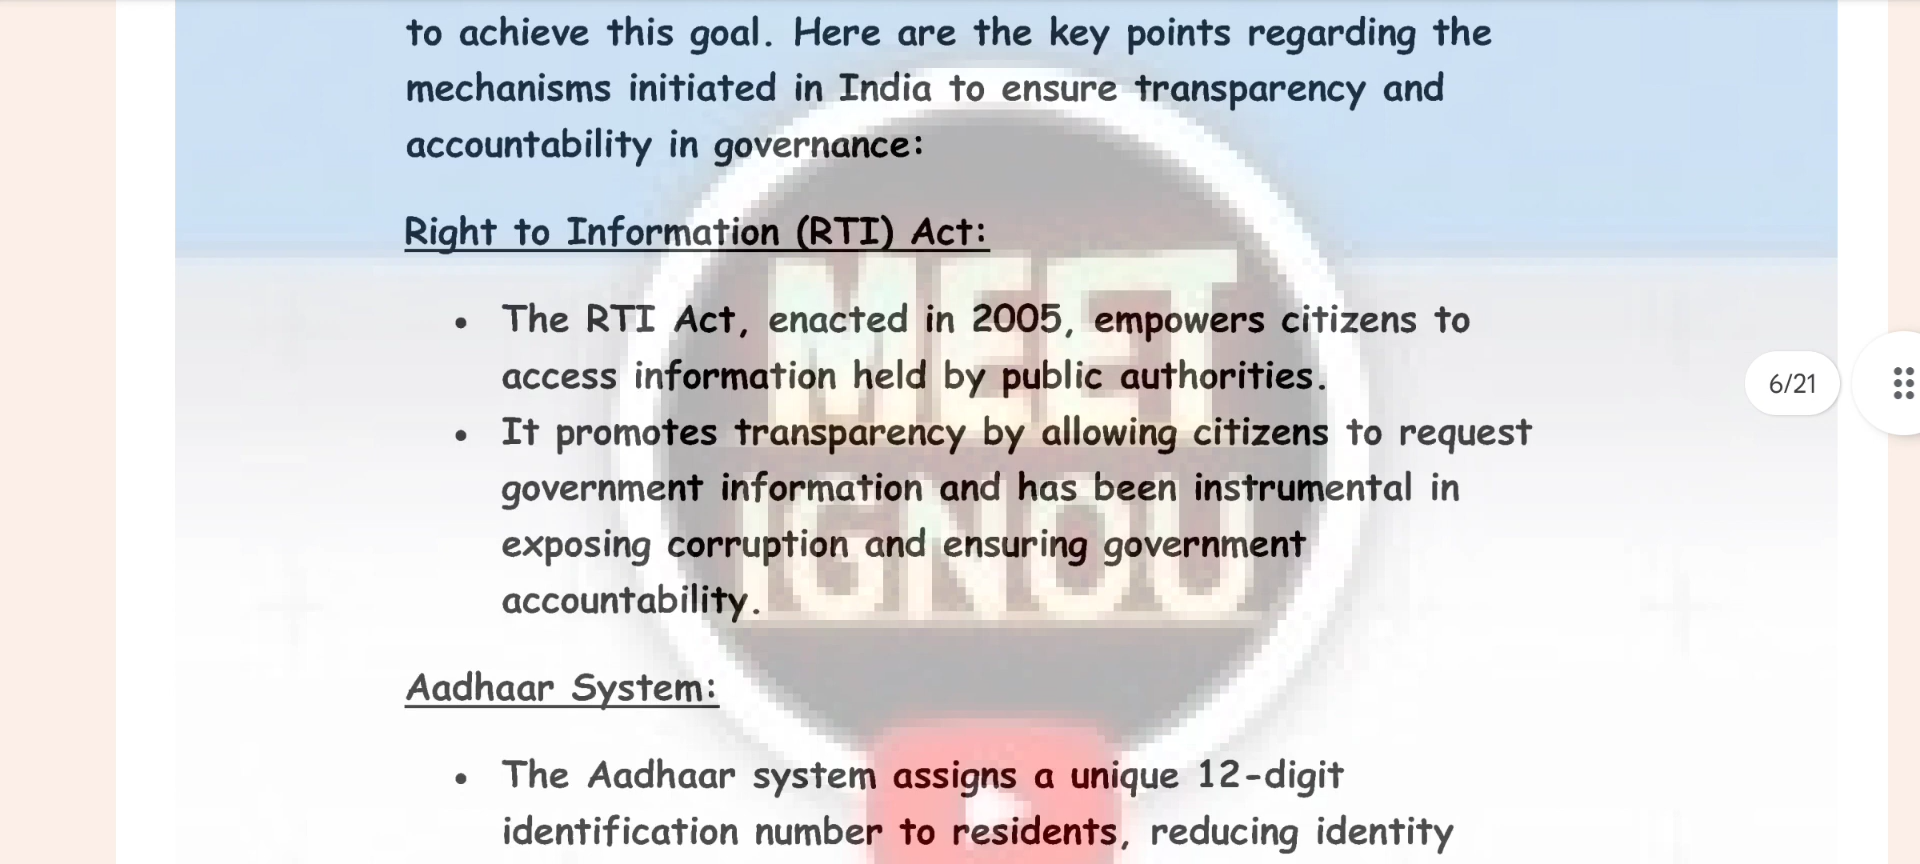 to achieve this goal. Here are the key points regarding the
mechanisms initiated in India to ensure transparency and
accountability in governance:
Right to Information (RTI) Act:
• The RTI Act, enacted in 2005, empowers citizens to
access information held by public authorities.
• It promotes transparency by allowing citizens to request
government information and has been instrumental in
exposing corruption and ensuring government
accountability.
Aadhaar System:
• The Aadhaar system assigns a unique 12-digit
identification number to residents, reducing identity
MEET
IGNOU
6/21